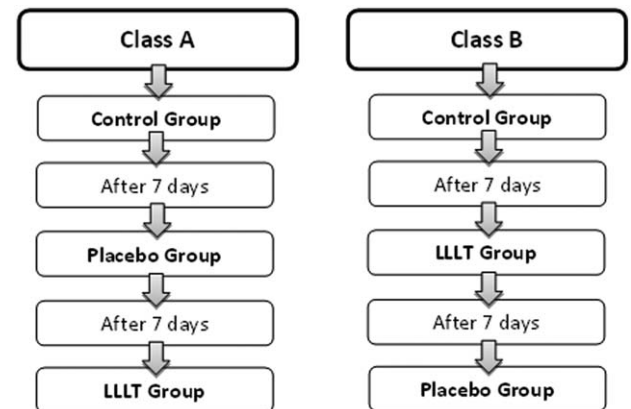 Class A
Control Group
After 7 days
Placebo Group
After 7 days
LLLT Group
Class B
Control Group
After 7 days
LLLT Group
After 7 days
Placebo Group